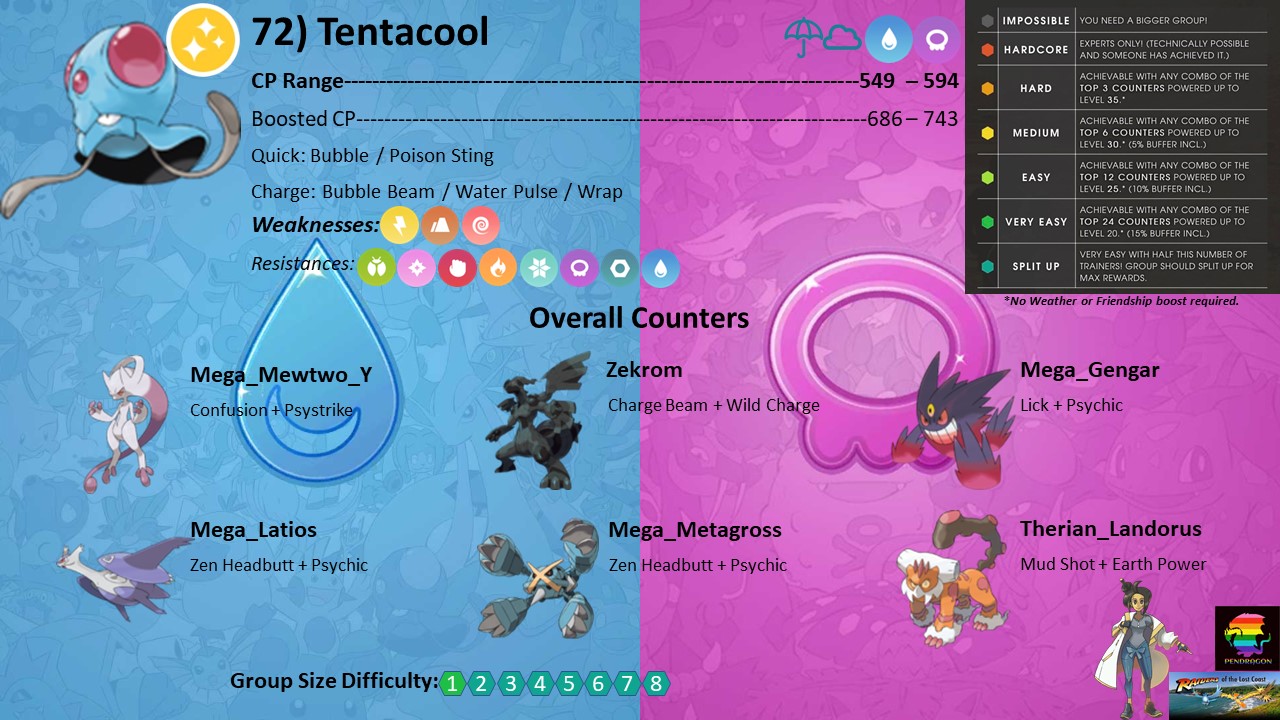 72) Tentacool
CP Range--------------------------------------------------------------------------549 – 594
Boosted CP-------------------------------------------------------------------------686 – 743
Quick: Bubble / Poison Sting
Charge: Bubble Beam / Water Pulse / Wrap
Weaknesses:
Resistances:
IMPOSSIBLE YOU NEED A BIGGER GROUP!
HARDCORE EXPERTS ONLY! (TECHNICALLY POSSIBLE
AND SOMEONE HAS ACHIEVED IT.)
HARD ACHIEVABLE WITH ANY COMBO OF THE
TOP 3 COUNTERS POWERED UP TO
LEVEL 35.*
MEDIUM ACHIEVABLE WITH ANY COMBO OF THE
TOP 6 COUNTERS POWERED UP TO
LEVEL 30.* (5% BUFFER INCL.)
EASY ACHIEVABLE WITH ANY COMBO OF THE
TOP 12 COUNTERS POWERED UP TO
LEVEL 25.* (10% BUFFER INCL.)
VERY EASY ACHIEVABLE WITH ANY COMBO OF THE
TOP 24 COUNTERS POWERED UP TO
LEVEL 20.* (15% BUFFER INCL.)
SPLIT UP VERY EASY WITH HALF THIS NUMBER OF
TRAINERS! GROUP SHOULD SPLIT UP FOR
MAX REWARDS.
*No Weather or Friendship boost required.
Overall Counters
Mega_Mewtwo_Y
Confusion + Psystrike
Zekrom
Charge Beam + Wild Charge
Mega_Gengar
Lick + Psychic
Mega_Latios
Zen Headbutt + Psychic
Mega_Metagross
Zen Headbutt + Psychic
Therian_Landorus
Mud Shot + Earth Power
Group Size Difficulty: 1 2 3 4 5 6 7 8
PENDRAGON
RAIDERS of the Lost Coast